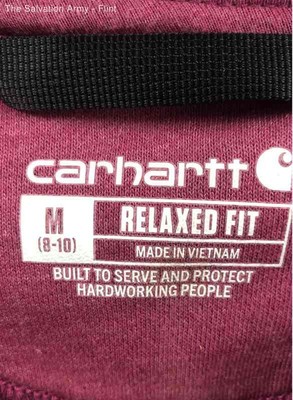 The Salvation Army - Flint
carhartt
M RELAXED FIT
(8-10) MADE IN VIETNAM
BUILT TO SERVE AND PROTECT
HARDWORKING PEOPLE